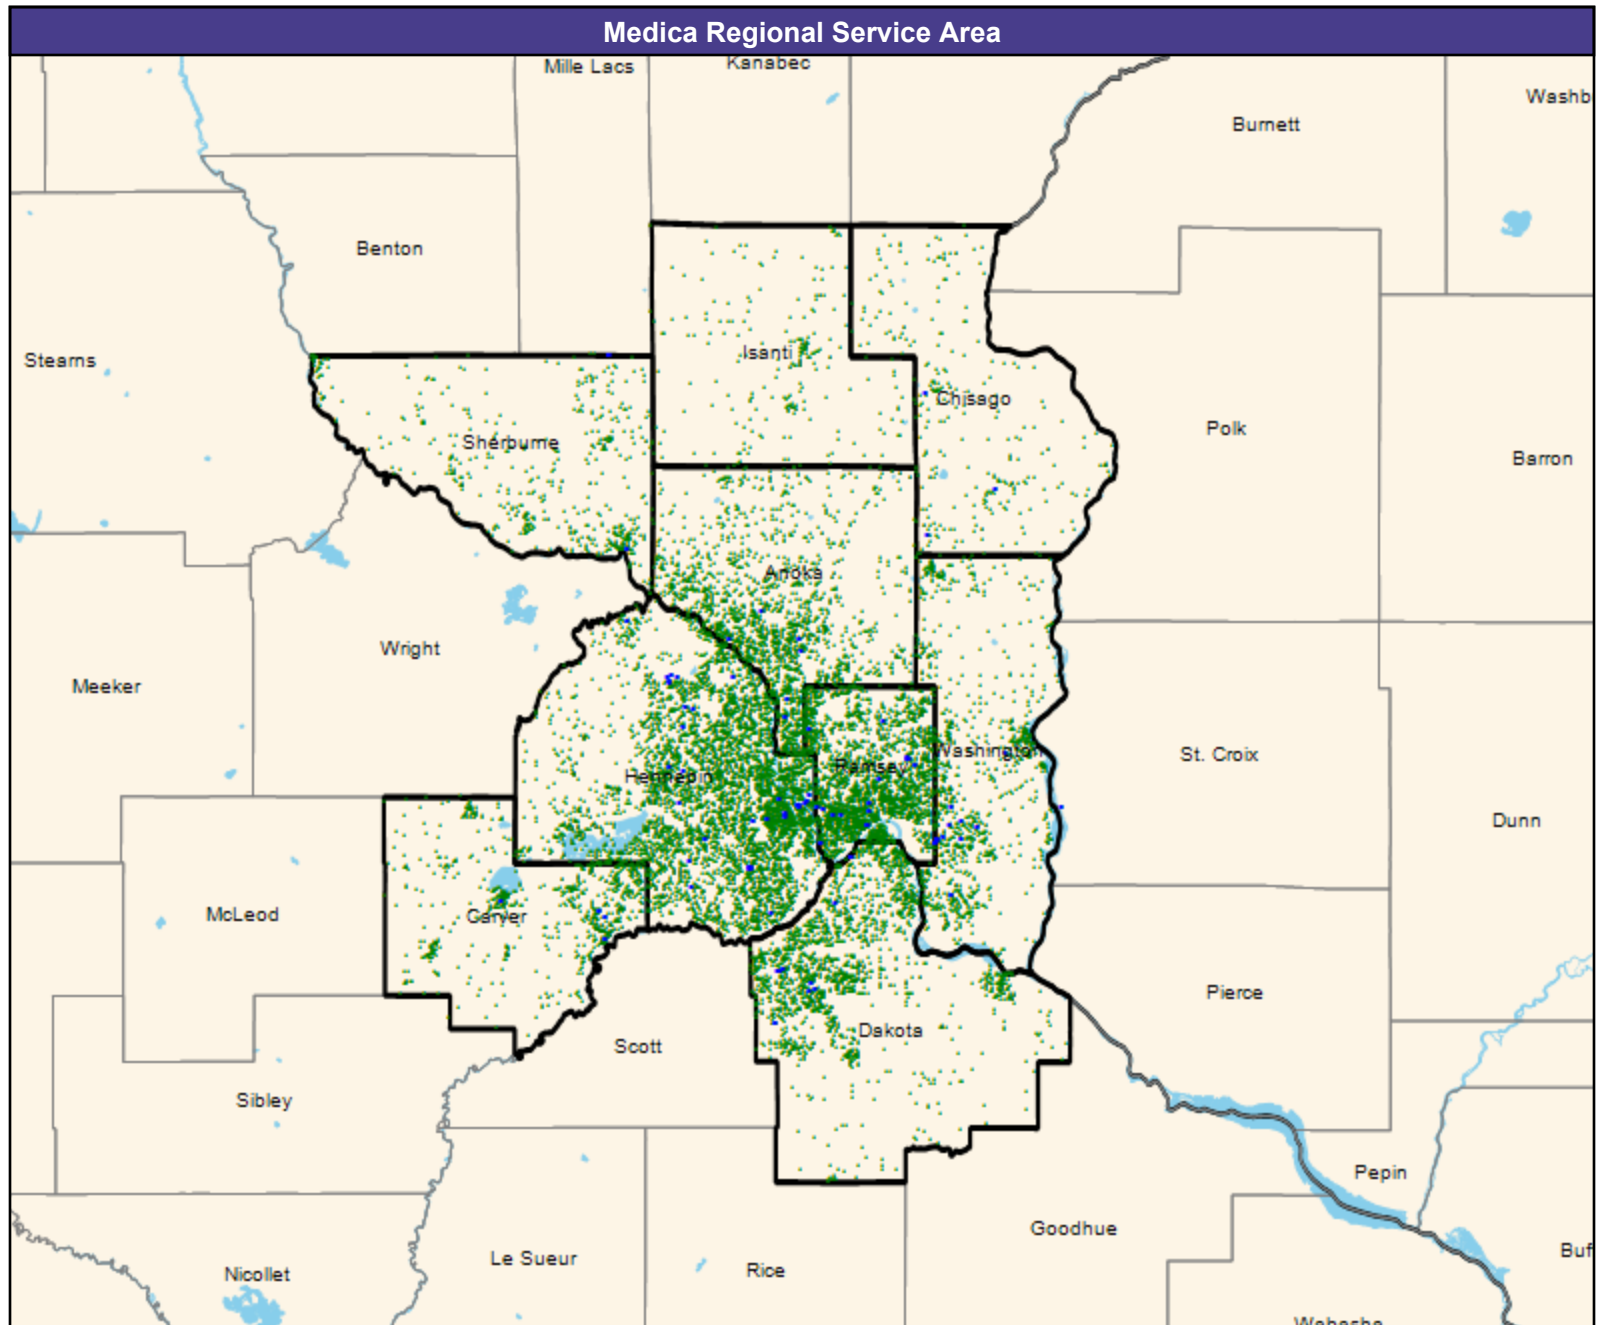 Medica Regional Service Area
Mille Lacs
Kanabec
Washb
Burnett
Benton
Isanti
Stearns
Chisago
Polk
Sherburne
Barron
Anoka
Wright
Meeker
Washington
St. Croix
Ramsey
Hennepin
Dunn
McLeod
Carver
Pierce
Dakota
Scott
Sibley
Pepin
Goodhue
Buf
Le Sueur
Rice
Nicollet
Wabasha